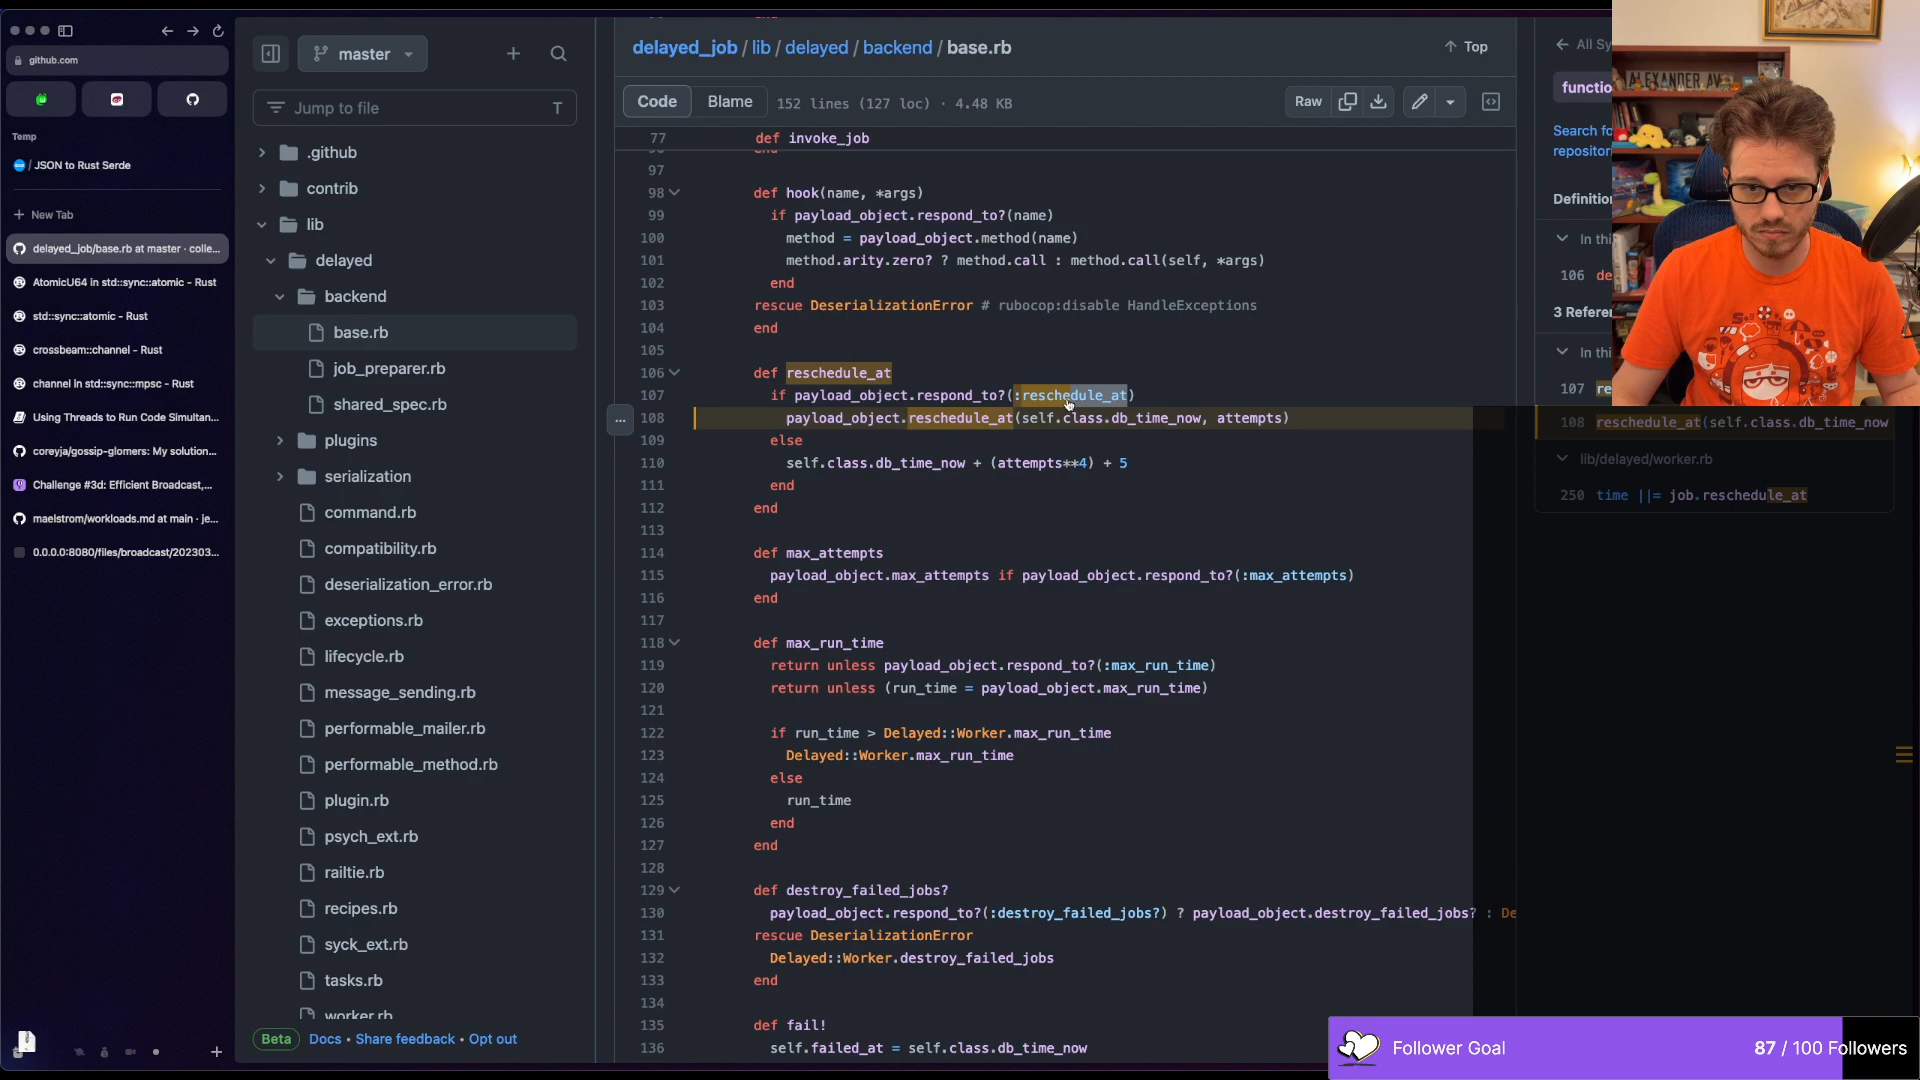 github.com
Temp
/ JSON to Rust Serde
New Tab
delayed_job/base.rb at master · colle...
AtomicU64 in std::sync::atomic - Rust
std::sync::atomic - Rust
crossbeam::channel - Rust
channel in std::sync::mpsc - Rust
Using Threads to Run Code Simultan...
coreyja/gossip-glomers: My solution...
Challenge #3d: Efficient Broadcast,...
maelstrom/workloads.md at main · je...
0.0.0.0:8080/files/broadcast/202303...
master
Jump to file T
.github
contrib
lib
delayed
backend
base.rb
job_preparer.rb
shared_spec.rb
plugins
serialization
command.rb
compatibility.rb
deserialization_error.rb
exceptions.rb
lifecycle.rb
message_sending.rb
performable_mailer.rb
performable_method.rb
plugin.rb
psych_ext.rb
railtie.rb
recipes.rb
syck_ext.rb
tasks.rb
worker.rb
Beta Docs • Share feedback • Opt out
delayed_job / lib / delayed / backend / base.rb
Top
Code Blame 152 lines (127 loc) · 4.48 KB
Raw
77 def invoke_job
end
97
98 def hook(name, *args)
99 if payload_object.respond_to?(name)
100 method = payload_object.method(name)
101 method.arity.zero? ? method.call : method.call(self, *args)
102 end
103 rescue DeserializationError # rubocop:disable HandleExceptions
104 end
105
106 def reschedule_at
107 if payload_object.respond_to?(:reschedule_at)
108 payload_object.reschedule_at(self.class.db_time_now, attempts)
109 else
110 self.class.db_time_now + (attempts**4) + 5
111 end
112 end
113
114 def max_attempts
115 payload_object.max_attempts if payload_object.respond_to?(:max_attempts)
116 end
117
118 def max_run_time
119 return unless payload_object.respond_to?(:max_run_time)
120 return unless (run_time = payload_object.max_run_time)
121
122 if run_time > Delayed::Worker.max_run_time
123 Delayed::Worker.max_run_time
124 else
125 run_time
126 end
127 end
128
129 def destroy_failed_jobs?
130 payload_object.respond_to?(:destroy_failed_jobs?) ? payload_object.destroy_failed_jobs? : De
131 rescue DeserializationError
132 Delayed::Worker.destroy_failed_jobs
133 end
134
135 def fail!
136 self.failed_at = self.class.db_time_now
All Sy
functio
Search fo
repositor
Definitio
In thi
106 de
3 Refere
In thi
107 re
108 reschedule_at(self.class.db_time_now
lib/delayed/worker.rb
250 time ||= job.reschedule_at
ALEXANDER AV
Follower Goal
87 / 100 Followers